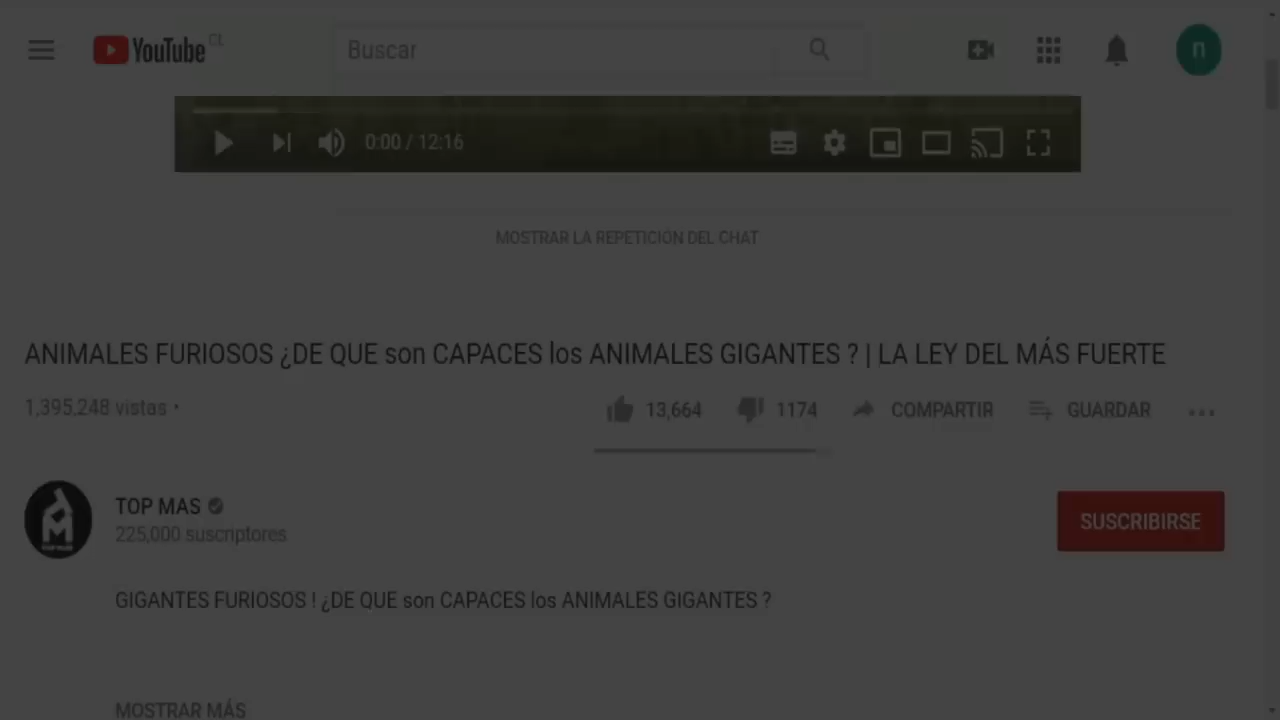 YouTube CL
Buscar
n
0:00 / 12:16
MOSTRAR LA REPETICIÓN DEL CHAT
ANIMALES FURIOSOS ¿DE QUE son CAPACES los ANIMALES GIGANTES ? | LA LEY DEL MÁS FUERTE
1,395,248 vistas •
13,664 1174 COMPARTIR GUARDAR
TOP MAS
225,000 suscriptores
SUSCRIBIRSE
GIGANTES FURIOSOS ! ¿DE QUE son CAPACES los ANIMALES GIGANTES ?
MOSTRAR MÁS